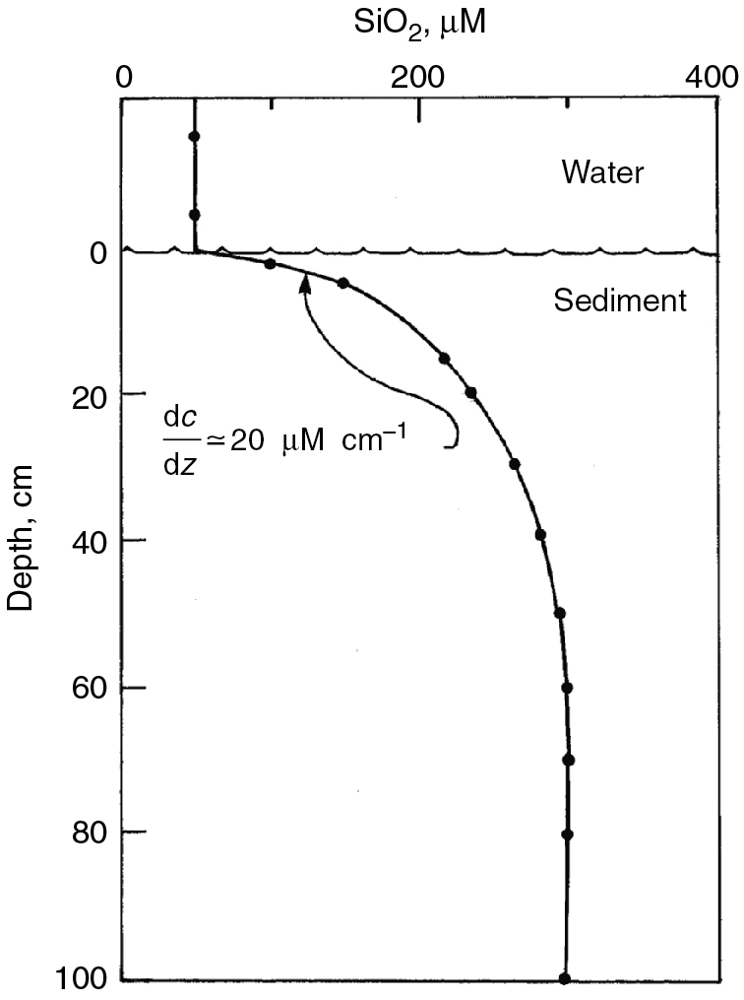 SiO₂, μM
0 200 400
Water
0
Sediment
20
dc/dz ≃ 20 μM cm⁻¹
Depth, cm
40
60
80
100